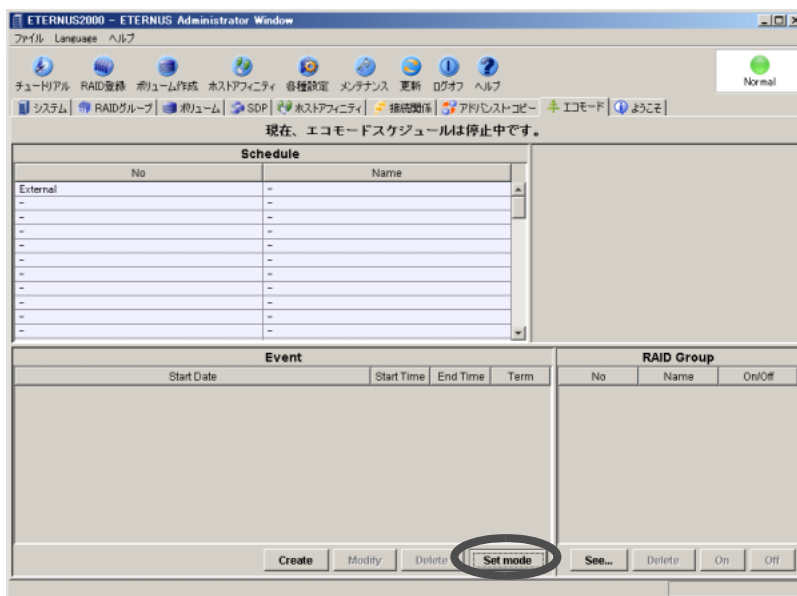 ETERNUS2000 - ETERNUS Administrator Window
ファイル Language ヘルプ
チュートリアル RAID登録 ボリューム作成 ホストアフィニティ 各種設定 メンテナンス 更新 ログオフ ヘルプ
Normal
システム RAIDグループ ボリューム SDP ホストアフィニティ 接続関係 アドバンストコピー エコモード ようこそ
現在、エコモードスケジュールは停止中です。
Schedule
No Name
External -
- -
- -
- -
- -
- -
- -
- -
- -
- -
- -
Event
Start Date Start Time End Time Term
RAID Group
No Name On/Off
Create Modify Delete Set mode
See... Delete On Off